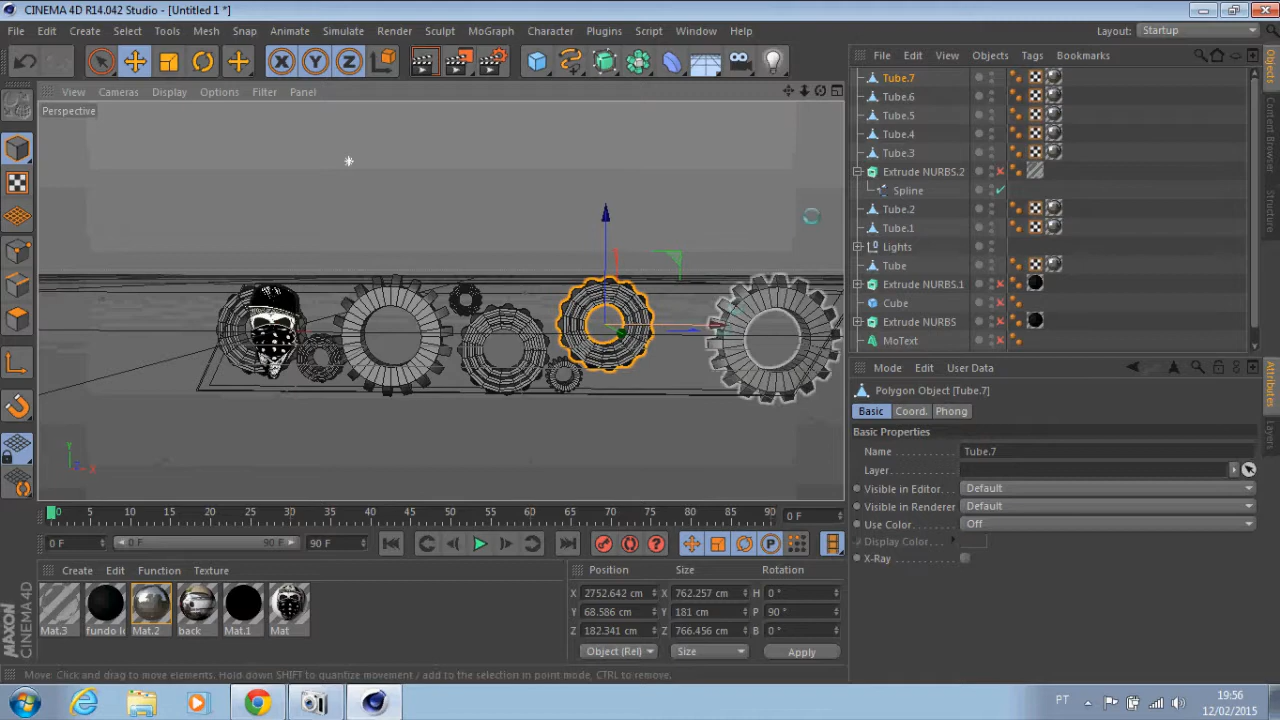 CINEMA 4D R14.042 Studio - [Untitled 1 *]
File Edit Create Select Tools Mesh Snap Animate Simulate Render Sculpt MoGraph Character Plugins Script Window Help
Layout: Startup
View Cameras Display Options Filter Panel
Perspective
Y
X
File Edit View Objects Tags Bookmarks
Tube.7
Tube.6
Tube.5
Tube.4
Tube.3
Extrude NURBS.2
Spline
Tube.2
Tube.1
Lights
Tube
Extrude NURBS.1
Cube
Extrude NURBS
MoText
Objects
Content Browser
Structure
Mode Edit User Data
Polygon Object [Tube.7]
Basic Coord. Phong
Basic Properties
Name Tube.7
Layer
Visible in Editor Default
Visible in Renderer Default
Use Color Off
Display Color
X-Ray
Attributes
Layers
0 5 10 15 20 25 30 35 40 45 50 55 60 65 70 75 80 85 90
0 F
0 F 0 F 90 F 90 F
Create Edit Function Texture
Mat.3 Mat.2 back Mat.1 Mat
Position Size Rotation
X 2752.642 cm X 762.257 cm H 0 °
Y 68.586 cm Y 181 cm P 90 °
Z 182.341 cm Z 766.456 cm B 0 °
Object (Rel) Size Apply
MAXON CINEMA 4D
Move: Click and drag to move elements. Hold down SHIFT to quantize movement / add to the selection in point mode, CTRL to remove.
PT
19:56
12/02/2015